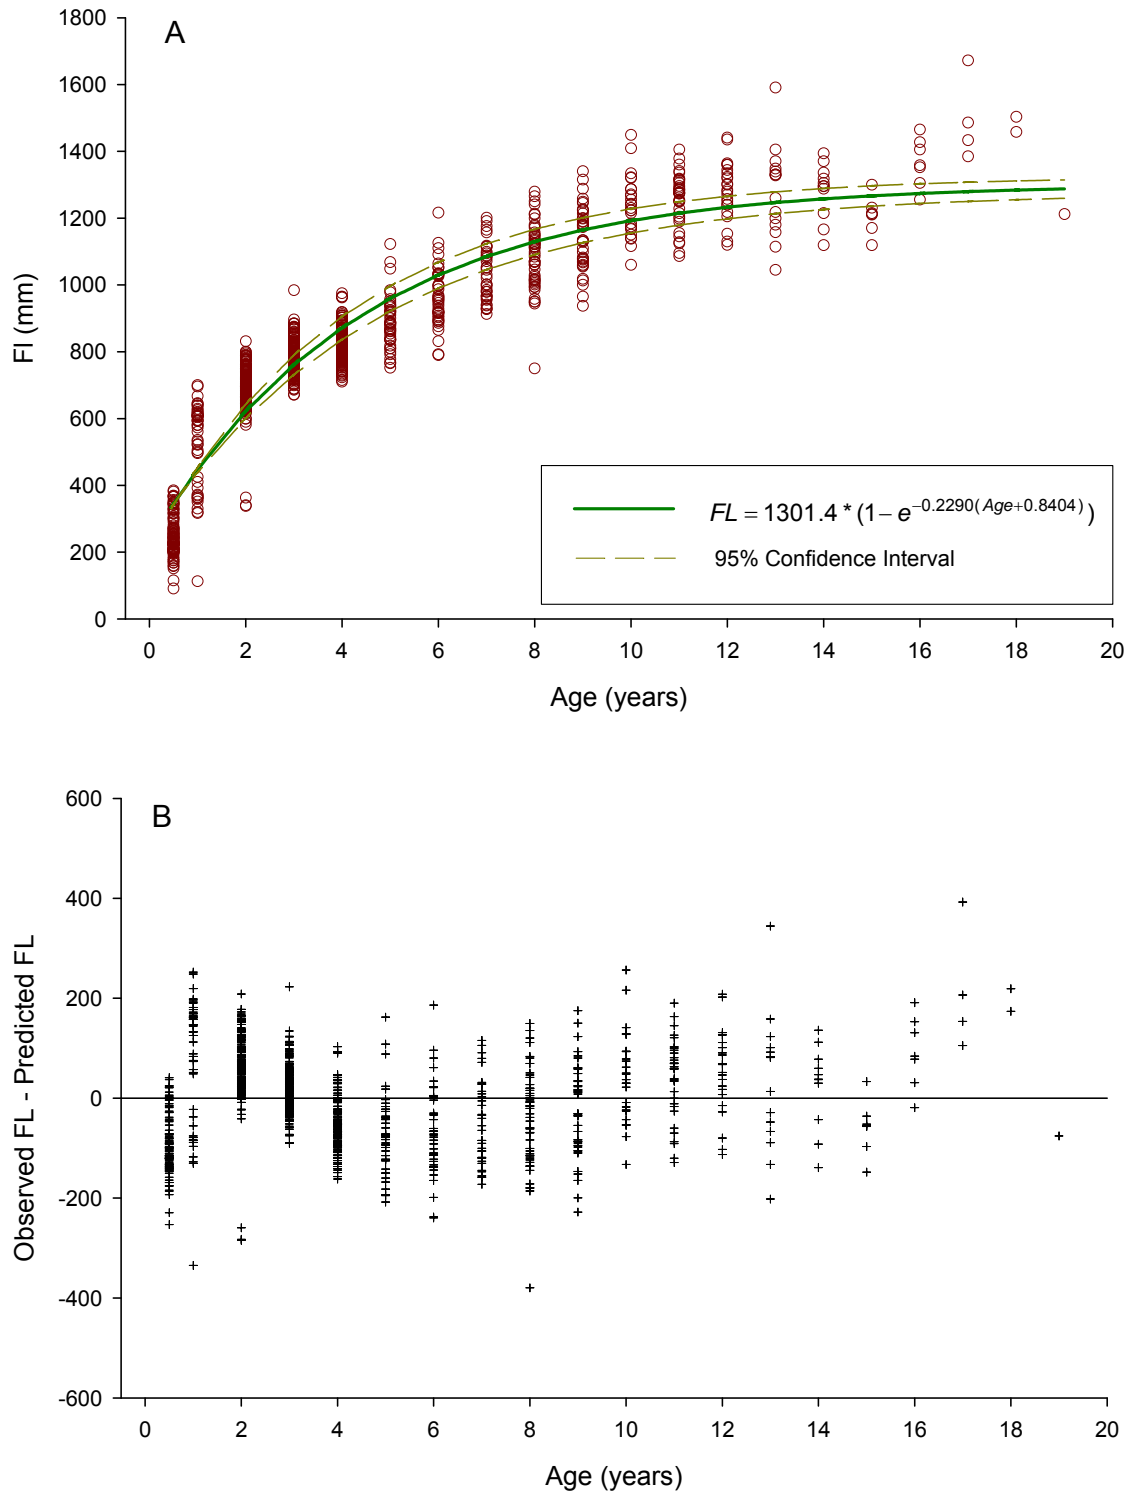 A
1800
1600
1400
1200
1000
800
600
400
200
0
Fl (mm)
FL = 1301.4 * (1 – e^–0.2290(Age+0.8404))
95% Confidence Interval
0 2 4 6 8 10 12 14 16 18 20
Age (years)
B
600
400
200
0
-200
-400
-600
Observed FL - Predicted FL
0 2 4 6 8 10 12 14 16 18 20
Age (years)